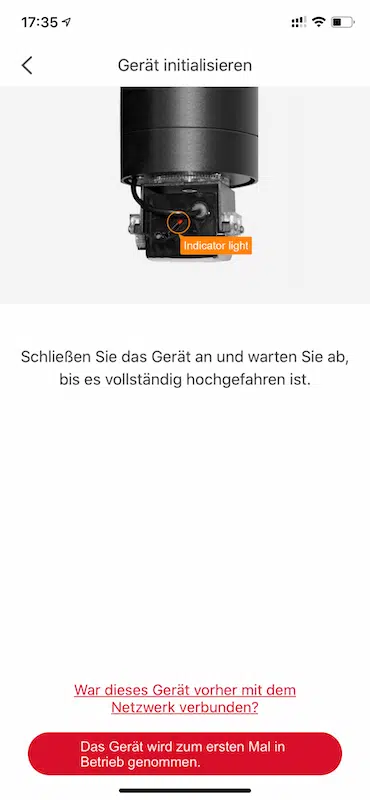 17:35
Gerät initialisieren
Indicator light
Schließen Sie das Gerät an und warten Sie ab,
bis es vollständig hochgefahren ist.
War dieses Gerät vorher mit dem
Netzwerk verbunden?
Das Gerät wird zum ersten Mal in
Betrieb genommen.